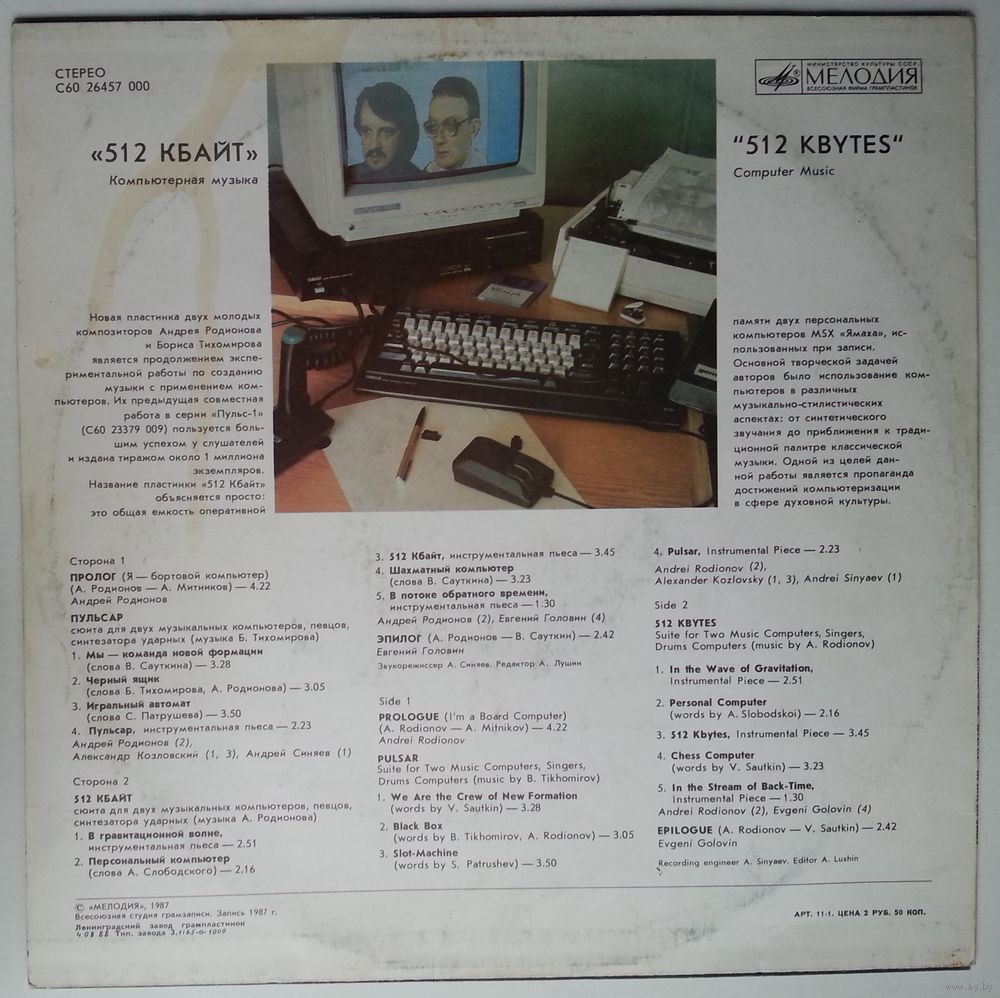 СТЕРЕО
С60 26457 000
МИНИСТЕРСТВО КУЛЬТУРЫ СССР
МЕЛОДИЯ
ВСЕСОЮЗНАЯ ФИРМА ГРАМПЛАСТИНОК
«512 КБАЙТ»
Компьютерная музыка
"512 KBYTES"
Computer Music
Новая пластинка двух молодых
композиторов Андрея Родионова
и Бориса Тихомирова
является продолжением экспе-
риментальной работы по созданию
музыки с применением ком-
пьютеров. Их предыдущая совместная
работа в серии «Пульс-1»
(С60 23379 009) пользуется боль-
шим успехом у слушателей
и издана тиражом около 1 миллиона
экземпляров.
Название пластинки «512 Кбайт»
объясняется просто:
это общая емкость оперативной
памяти двух персональных
компьютеров MSX «Ямаха», ис-
пользованных при записи.
Основной творческой задачей
авторов было использование ком-
пьютеров в различных
музыкально-стилистических
аспектах: от синтетического
звучания до приближения к тради-
ционной палитре классической
музыки. Одной из целей дан-
ной работы является пропаганда
достижений компьютеризации
в сфере духовной культуры.
YAMAHA
Сторона 1
ПРОЛОГ (Я — бортовой компьютер)
(А. Родионов — А. Митников) — 4.22
Андрей Родионов
ПУЛЬСАР
сюита для двух музыкальных компьютеров, певцов,
синтезатора ударных (музыка Б. Тихомирова)
1. Мы — команда новой формации
(слова В. Сауткина) — 3.28
2. Черный ящик
(слова Б. Тихомирова, А. Родионова) — 3.05
3. Игральный автомат
(слова С. Патрушева) — 3.50
4. Пульсар, инструментальная пьеса — 2.23
Андрей Родионов (2),
Александр Козловский (1, 3), Андрей Синяев (1)
Сторона 2
512 КБАЙТ
сюита для двух музыкальных компьютеров, певцов,
синтезатора ударных (музыка А. Родионова)
1. В гравитационной волне,
инструментальная пьеса — 2.51
2. Персональный компьютер
(слова А. Слободского) — 2.16
3. 512 Кбайт, инструментальная пьеса — 3.45
4. Шахматный компьютер
(слова В. Сауткина) — 3.23
5. В потоке обратного времени,
инструментальная пьеса — 1.30
Андрей Родионов (2), Евгений Головин (4)
ЭПИЛОГ (А. Родионов — В. Сауткин) — 2.42
Евгений Головин
Звукорежиссер А. Синяев. Редактор А. Лушин
Side 1
PROLOGUE (I'm a Board Computer)
(A. Rodionov — A. Mitnikov) — 4.22
Andrei Rodionov
PULSAR
Suite for Two Music Computers, Singers,
Drums Computers (music by B. Tikhomirov)
1. We Are the Crew of New Formation
(words by V. Sautkin) — 3.28
2. Black Box
(words by B. Tikhomirov, A. Rodionov) — 3.05
3. Slot-Machine
(words by S. Patrushev) — 3.50
4. Pulsar, Instrumental Piece — 2.23
Andrei Rodionov (2),
Alexander Kozlovsky (1, 3), Andrei Sinyaev (1)
Side 2
512 KBYTES
Suite for Two Music Computers, Singers,
Drums Computers (music by A. Rodionov)
1. In the Wave of Gravitation,
Instrumental Piece — 2.51
2. Personal Computer
(words by A. Slobodskoi) — 2.16
3. 512 Kbytes, Instrumental Piece — 3.45
4. Chess Computer
(words by V. Sautkin) — 3.23
5. In the Stream of Back-Time,
Instrumental Piece — 1.30
Andrei Rodionov (2), Evgeni Golovin (4)
EPILOGUE (A. Rodionov — V. Sautkin) — 2.42
Evgeni Golovin
Recording engineer A. Sinyaev. Editor A. Lushin
© «МЕЛОДИЯ», 1987
Всесоюзная студия грамзаписи. Запись 1987 г.
Ленинградский завод грампластинок
Тип. завода
АРТ. 11-1. ЦЕНА 2 РУБ. 50 КОП.
www.ay.by